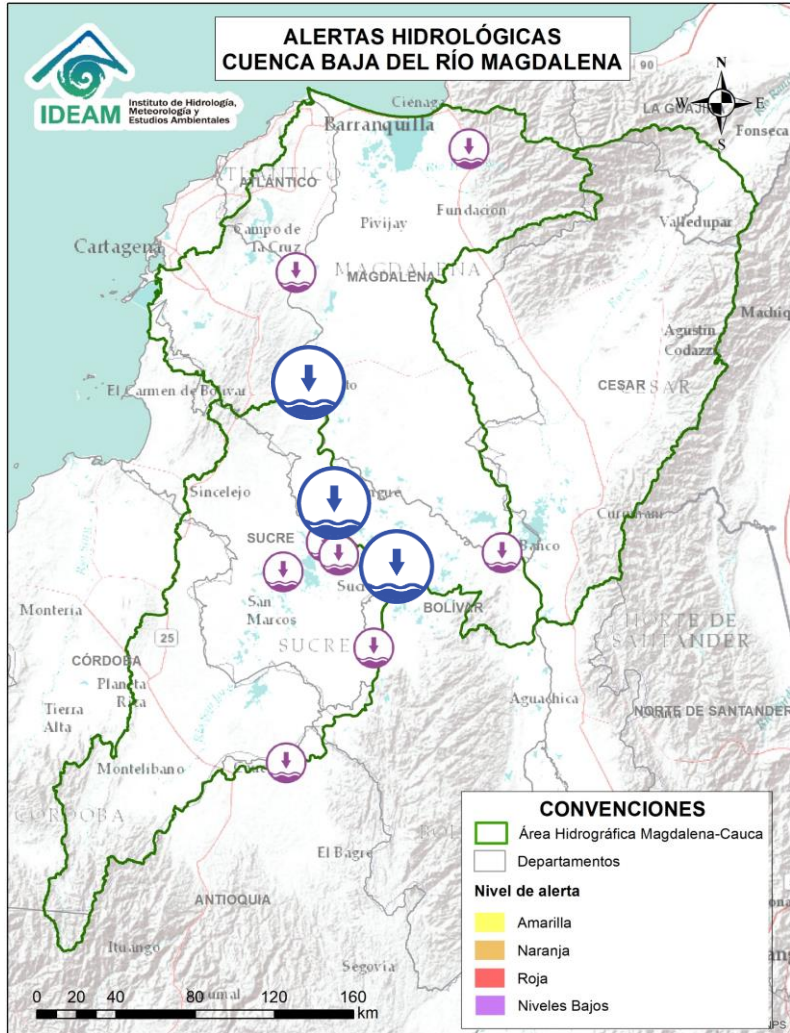 ALERTAS HIDROLÓGICAS
CUENCA BAJA DEL RÍO MAGDALENA
IDEAM
Instituto de Hidrología,
Meteorología y
Estudios Ambientales
N
W
E
S
90
LA GUAJIRA
Fonseca
Ciénaga
Barranquilla
ATLÁNTICO
ATLÁNTICO
Pivijay
Fundación
Valledupar
Campo de
la Cruz
Cartagena
MAGDALENA
MAGDALENA
Agustín
Codazzi
CESAR
CESAR
El Carmen de Bolívar
Sincelejo
Curumaní
SUCRE
Banco
San
Marcos
BOLÍVAR
Montería
25
SUCRE
NORTE DE
SANTANDER
CÓRDOBA
Planeta
Rica
Tierra
Alta
Aguachica
NORTE DE SANTANDER
Montelibano
CÓRDOBA
El Bagre
ANTIOQUIA
Ituango
Segovia
0 20 40 80 120 160
km
CONVENCIONES
Área Hidrográfica Magdalena-Cauca
Departamentos
Nivel de alerta
Amarilla
Naranja
Roja
Niveles Bajos